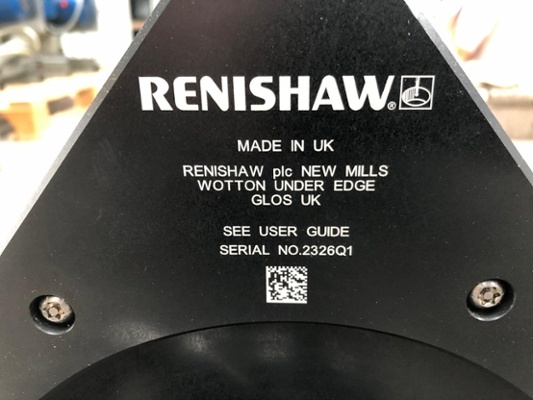 RENISHAW®
MADE IN UK
RENISHAW plc NEW MILLS
WOTTON UNDER EDGE
GLOS UK
SEE USER GUIDE
SERIAL NO.2326Q1